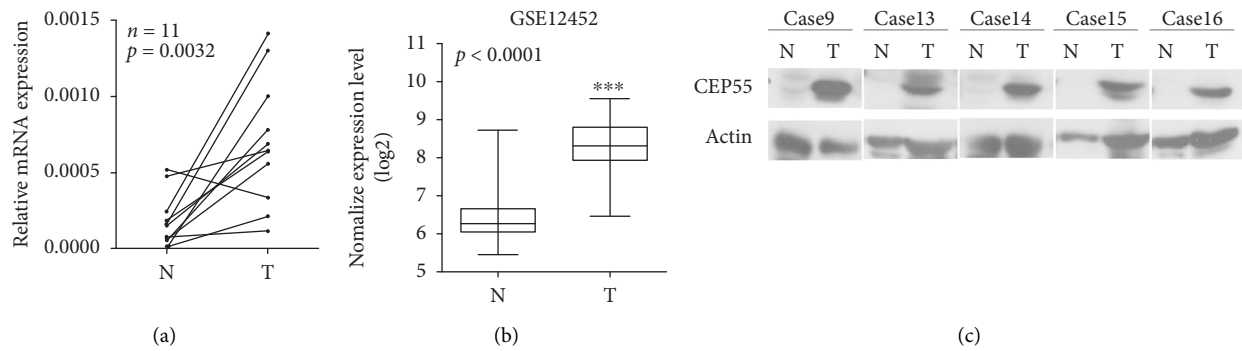 0.0015
0.0010
0.0005
0.0000
Relative mRNA expression
n = 11
p = 0.0032
N T
(a)
GSE12452
11
10
9
8
7
6
5
Nomalize expression level
(log2)
p < 0.0001
***
N T
(b)
Case9 Case13 Case14 Case15 Case16
N T N T N T N T N T
CEP55
Actin
(c)